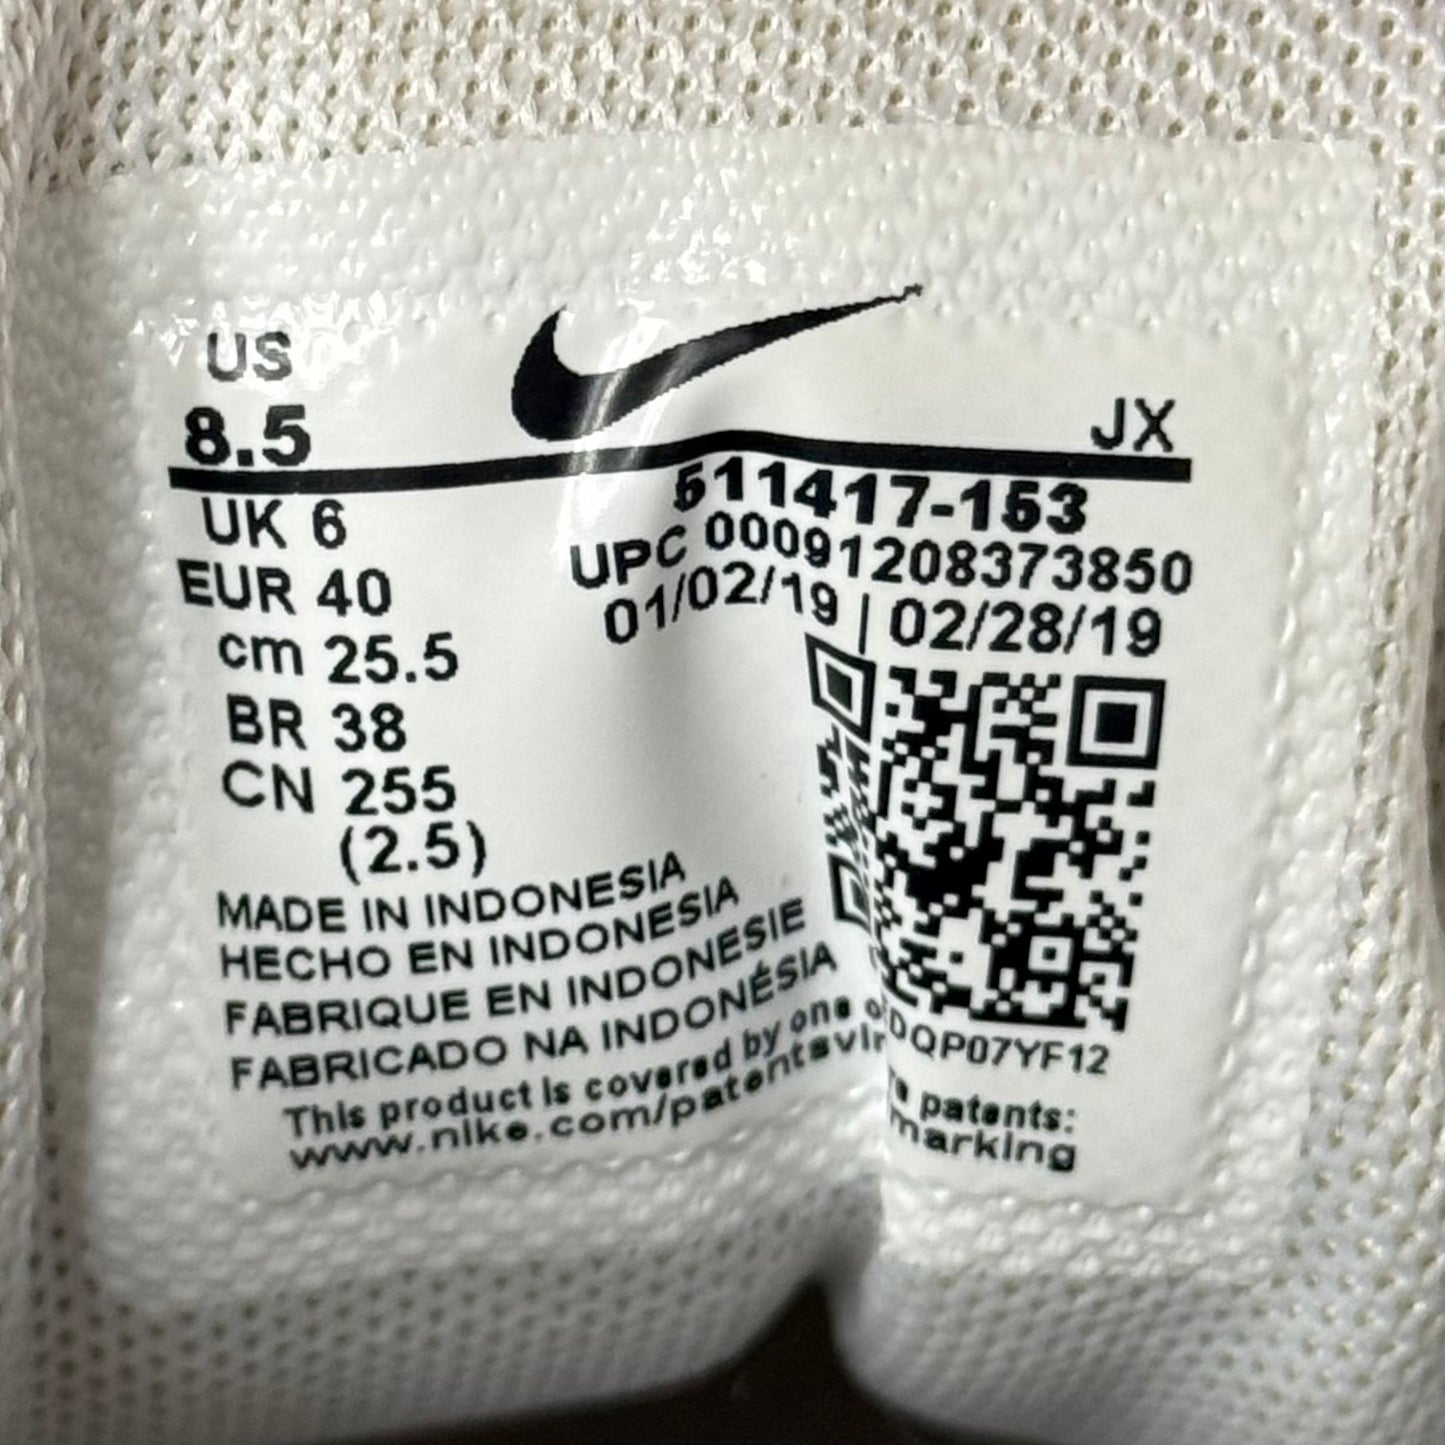 US
8.5
JX
UK 6
EUR 40
cm 25.5
BR 38
CN 255
(2.5)
511417-153
UPC 00091208373850
01/02/19 | 02/28/19
MADE IN INDONESIA
HECHO EN INDONESIA
FABRIQUE EN INDONESIE
FABRICADO NA INDONÉSIA
DQP07YF12
This product is covered by one patents:
www.nike.com/patents marking